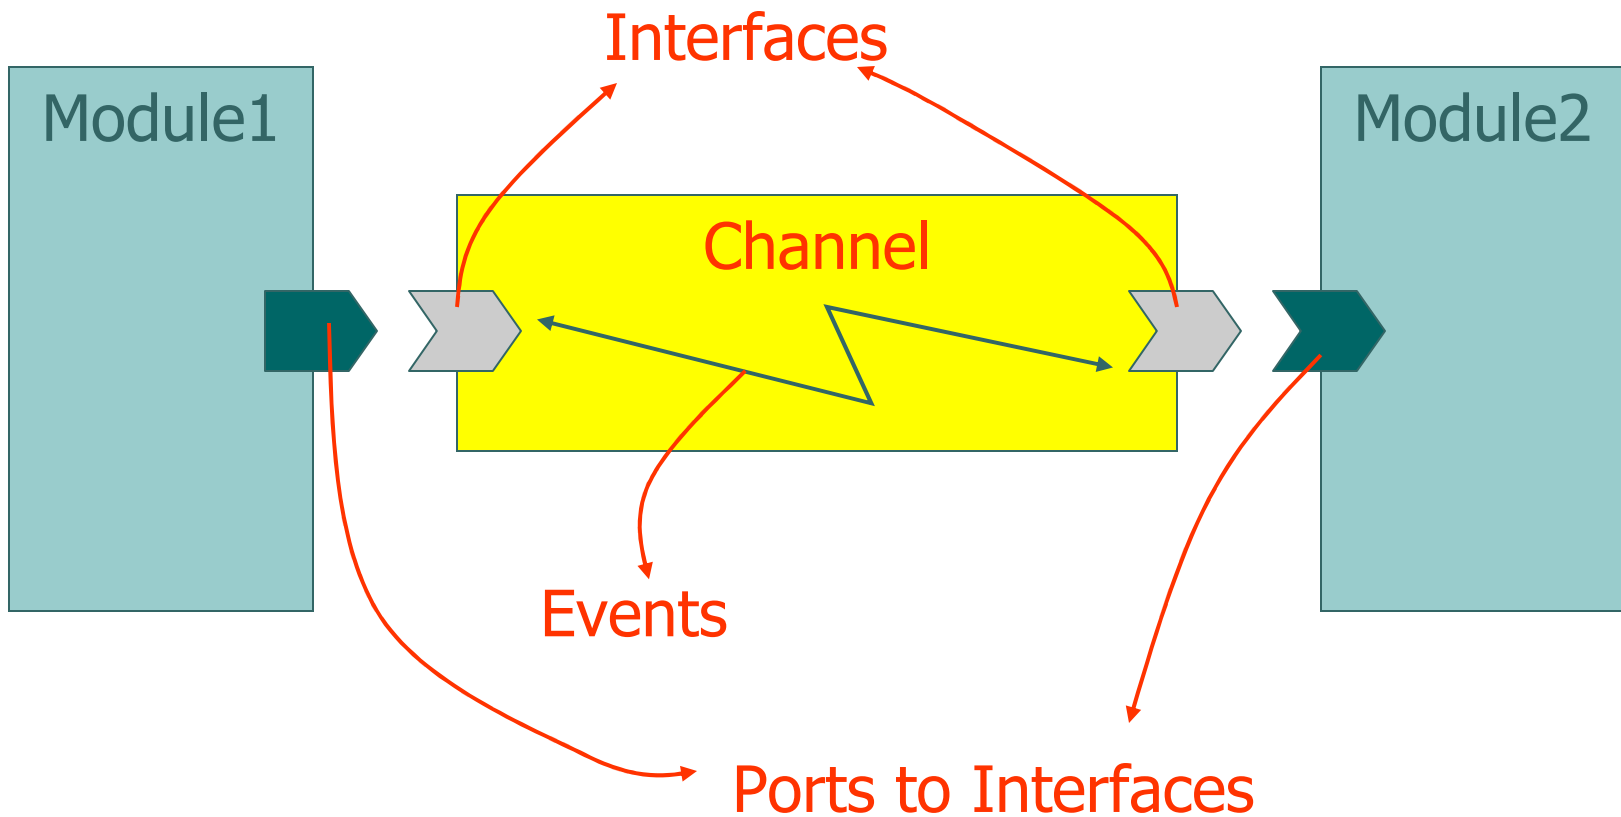 Interfaces
Module1
Module2
Channel
Events
Ports to Interfaces